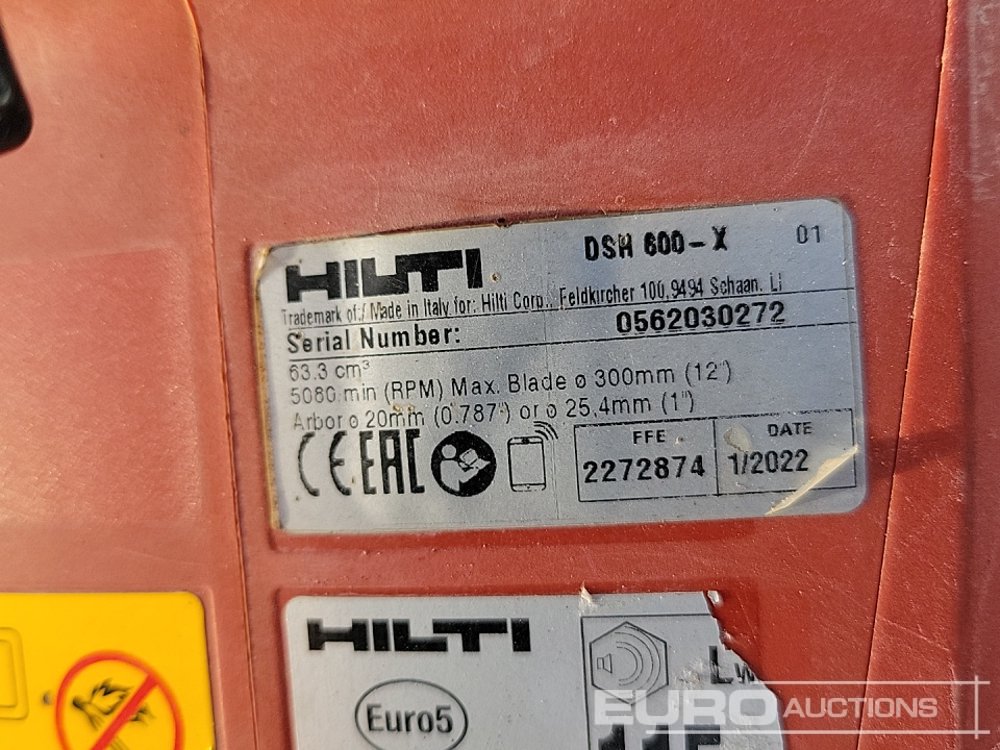 HILTI DSH 600-X 01
Trademark of:/ Made in Italy for: Hilti Corp., Feldkircher 100,9494 Schaan. LI
Serial Number: 0562030272
63.3 cm³
5080 min (RPM) Max. Blade ø 300mm (12")
Arbor ø 20mm (0.787") or ø 25,4mm (1")
CE EAC
FFE DATE
2272874 1/2022
HILTI
Euro5
EURO AUCTIONS